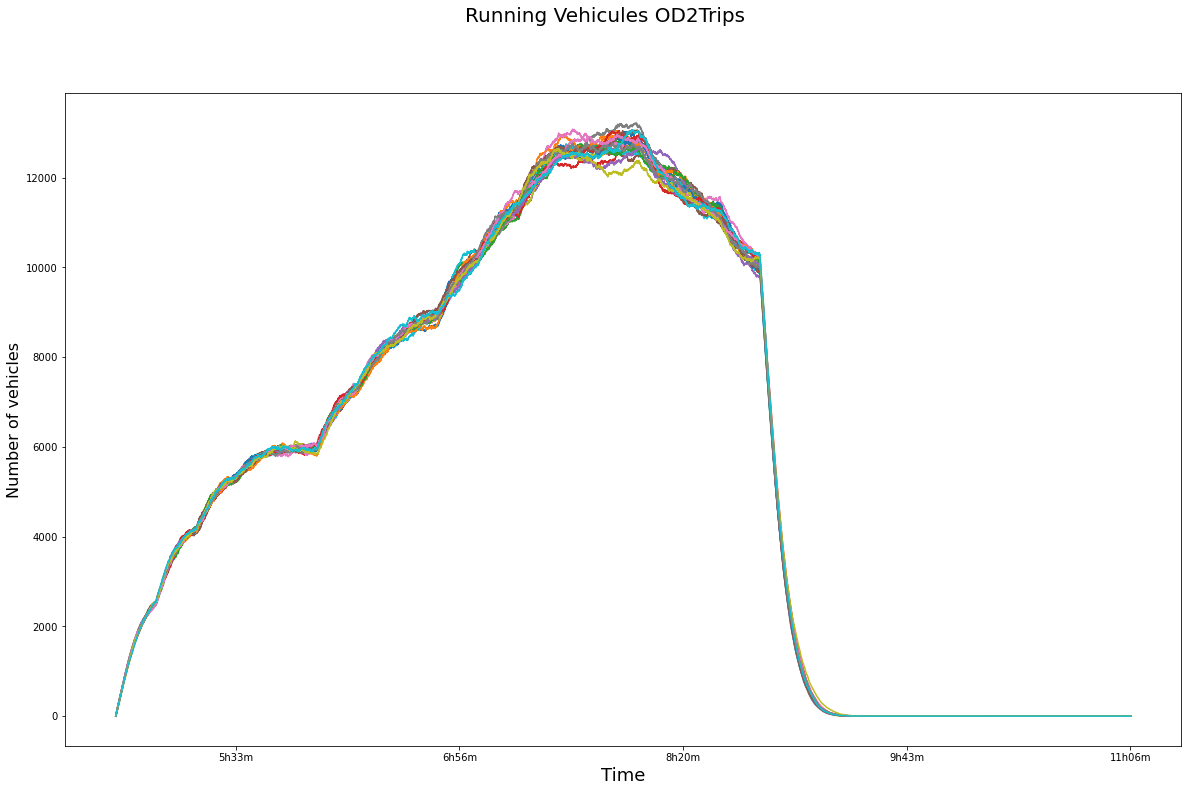 Running Vehicules OD2Trips
Number of vehicles
12000
10000
8000
6000
4000
2000
0
5h33m
6h56m
8h20m
9h43m
11h06m
Time